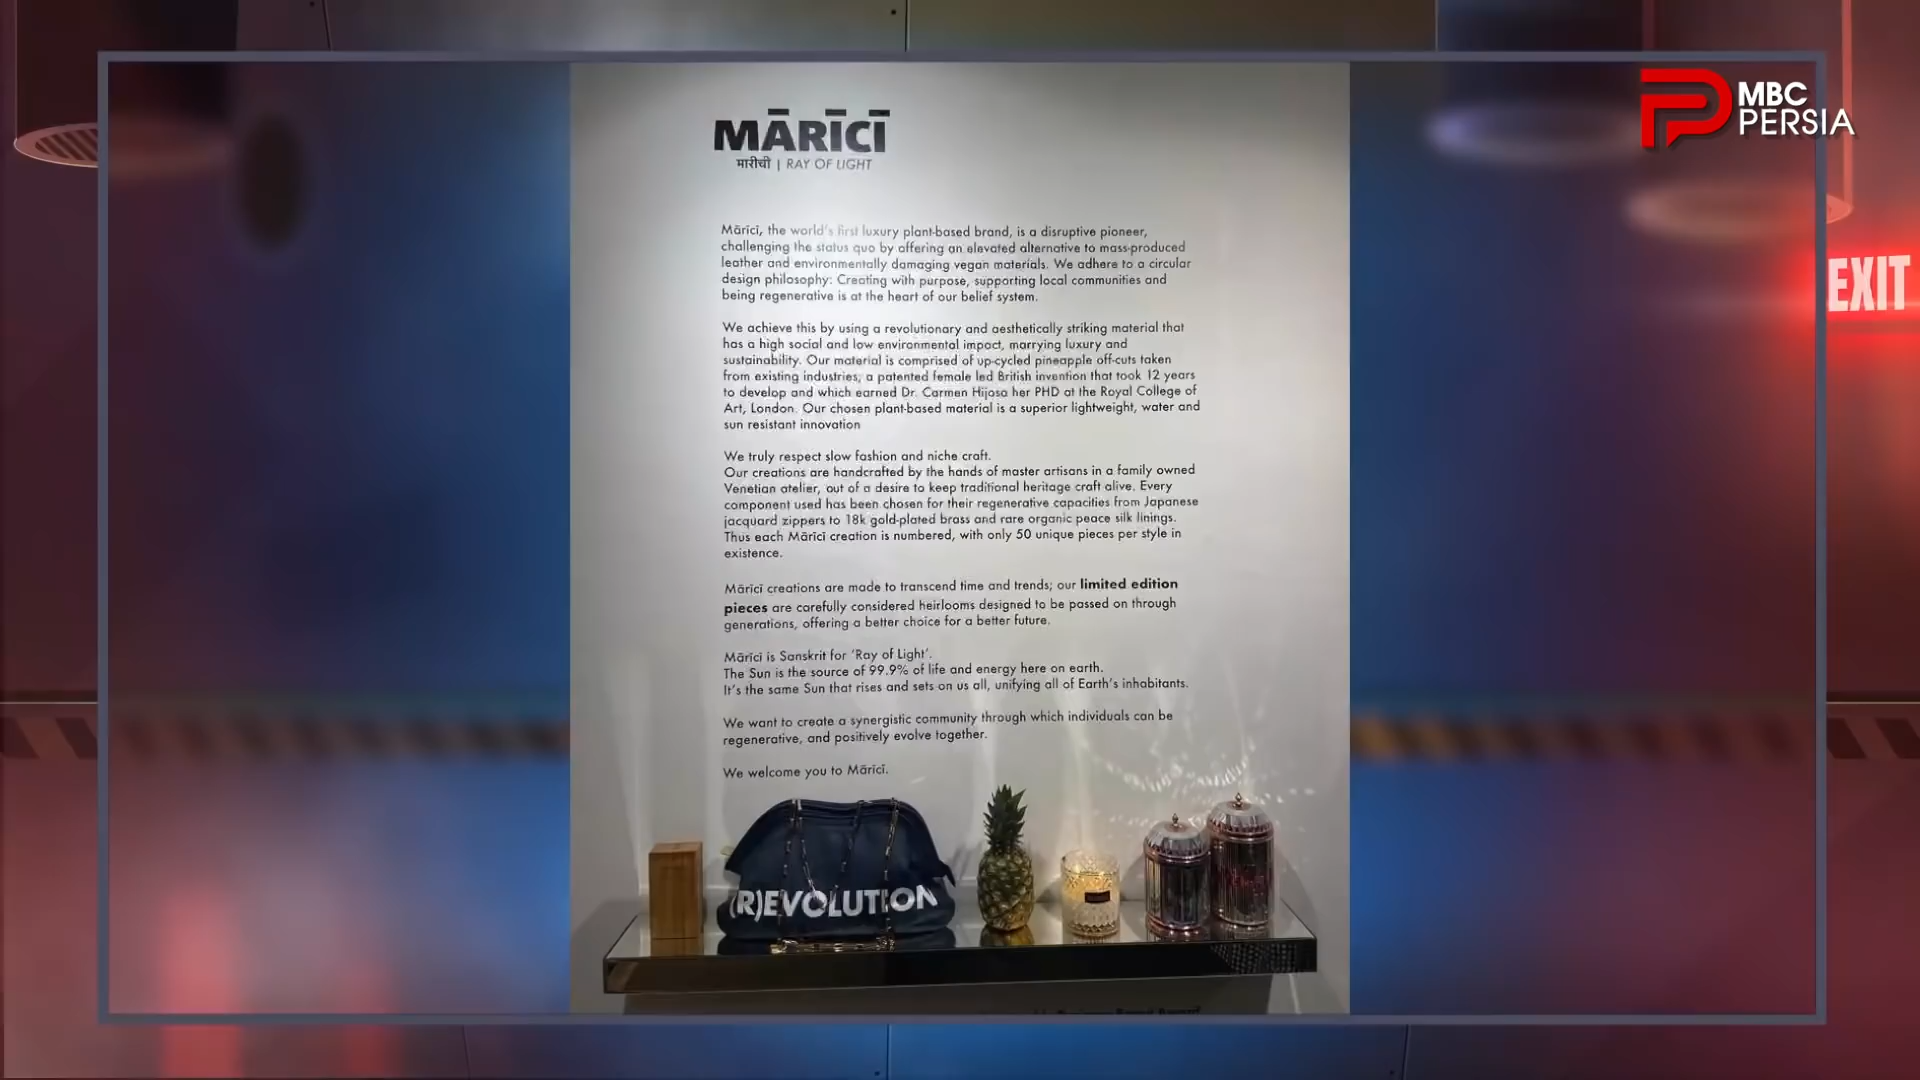 MBC
PERSIA
EXIT
MĀRĪCĪ
मारीची | RAY OF LIGHT
Mārīcī, the world's first luxury plant-based brand, is a disruptive pioneer,
challenging the status quo by offering an elevated alternative to mass-produced
leather and environmentally damaging vegan materials. We adhere to a circular
design philosophy: Creating with purpose, supporting local communities and
being regenerative is at the heart of our belief system.
We achieve this by using a revolutionary and aesthetically striking material that
has a high social and low environmental impact, marrying luxury and
sustainability. Our material is comprised of up-cycled pineapple off-cuts taken
from existing industries; a patented female led British invention that took 12 years
to develop and which earned Dr. Carmen Hijosa her PHD at the Royal College of
Art, London. Our chosen plant-based material is a superior lightweight, water and
sun resistant innovation
We truly respect slow fashion and niche craft.
Our creations are handcrafted by the hands of master artisans in a family owned
Venetian atelier, out of a desire to keep traditional heritage craft alive. Every
component used has been chosen for their regenerative capacities from Japanese
jacquard zippers to 18k gold-plated brass and rare organic peace silk linings.
Thus each Mārīcī creation is numbered, with only 50 unique pieces per style in
existence.
Mārīcī creations are made to transcend time and trends; our limited edition
pieces are carefully considered heirlooms designed to be passed on through
generations, offering a better choice for a better future.
Mārīcī is Sanskrit for 'Ray of Light'.
The Sun is the source of 99.9% of life and energy here on earth.
It's the same Sun that rises and sets on us all, unifying all of Earth's inhabitants.
We want to create a synergistic community through which individuals can be
regenerative, and positively evolve together.
We welcome you to Mārīcī.
(R)EVOLUTION